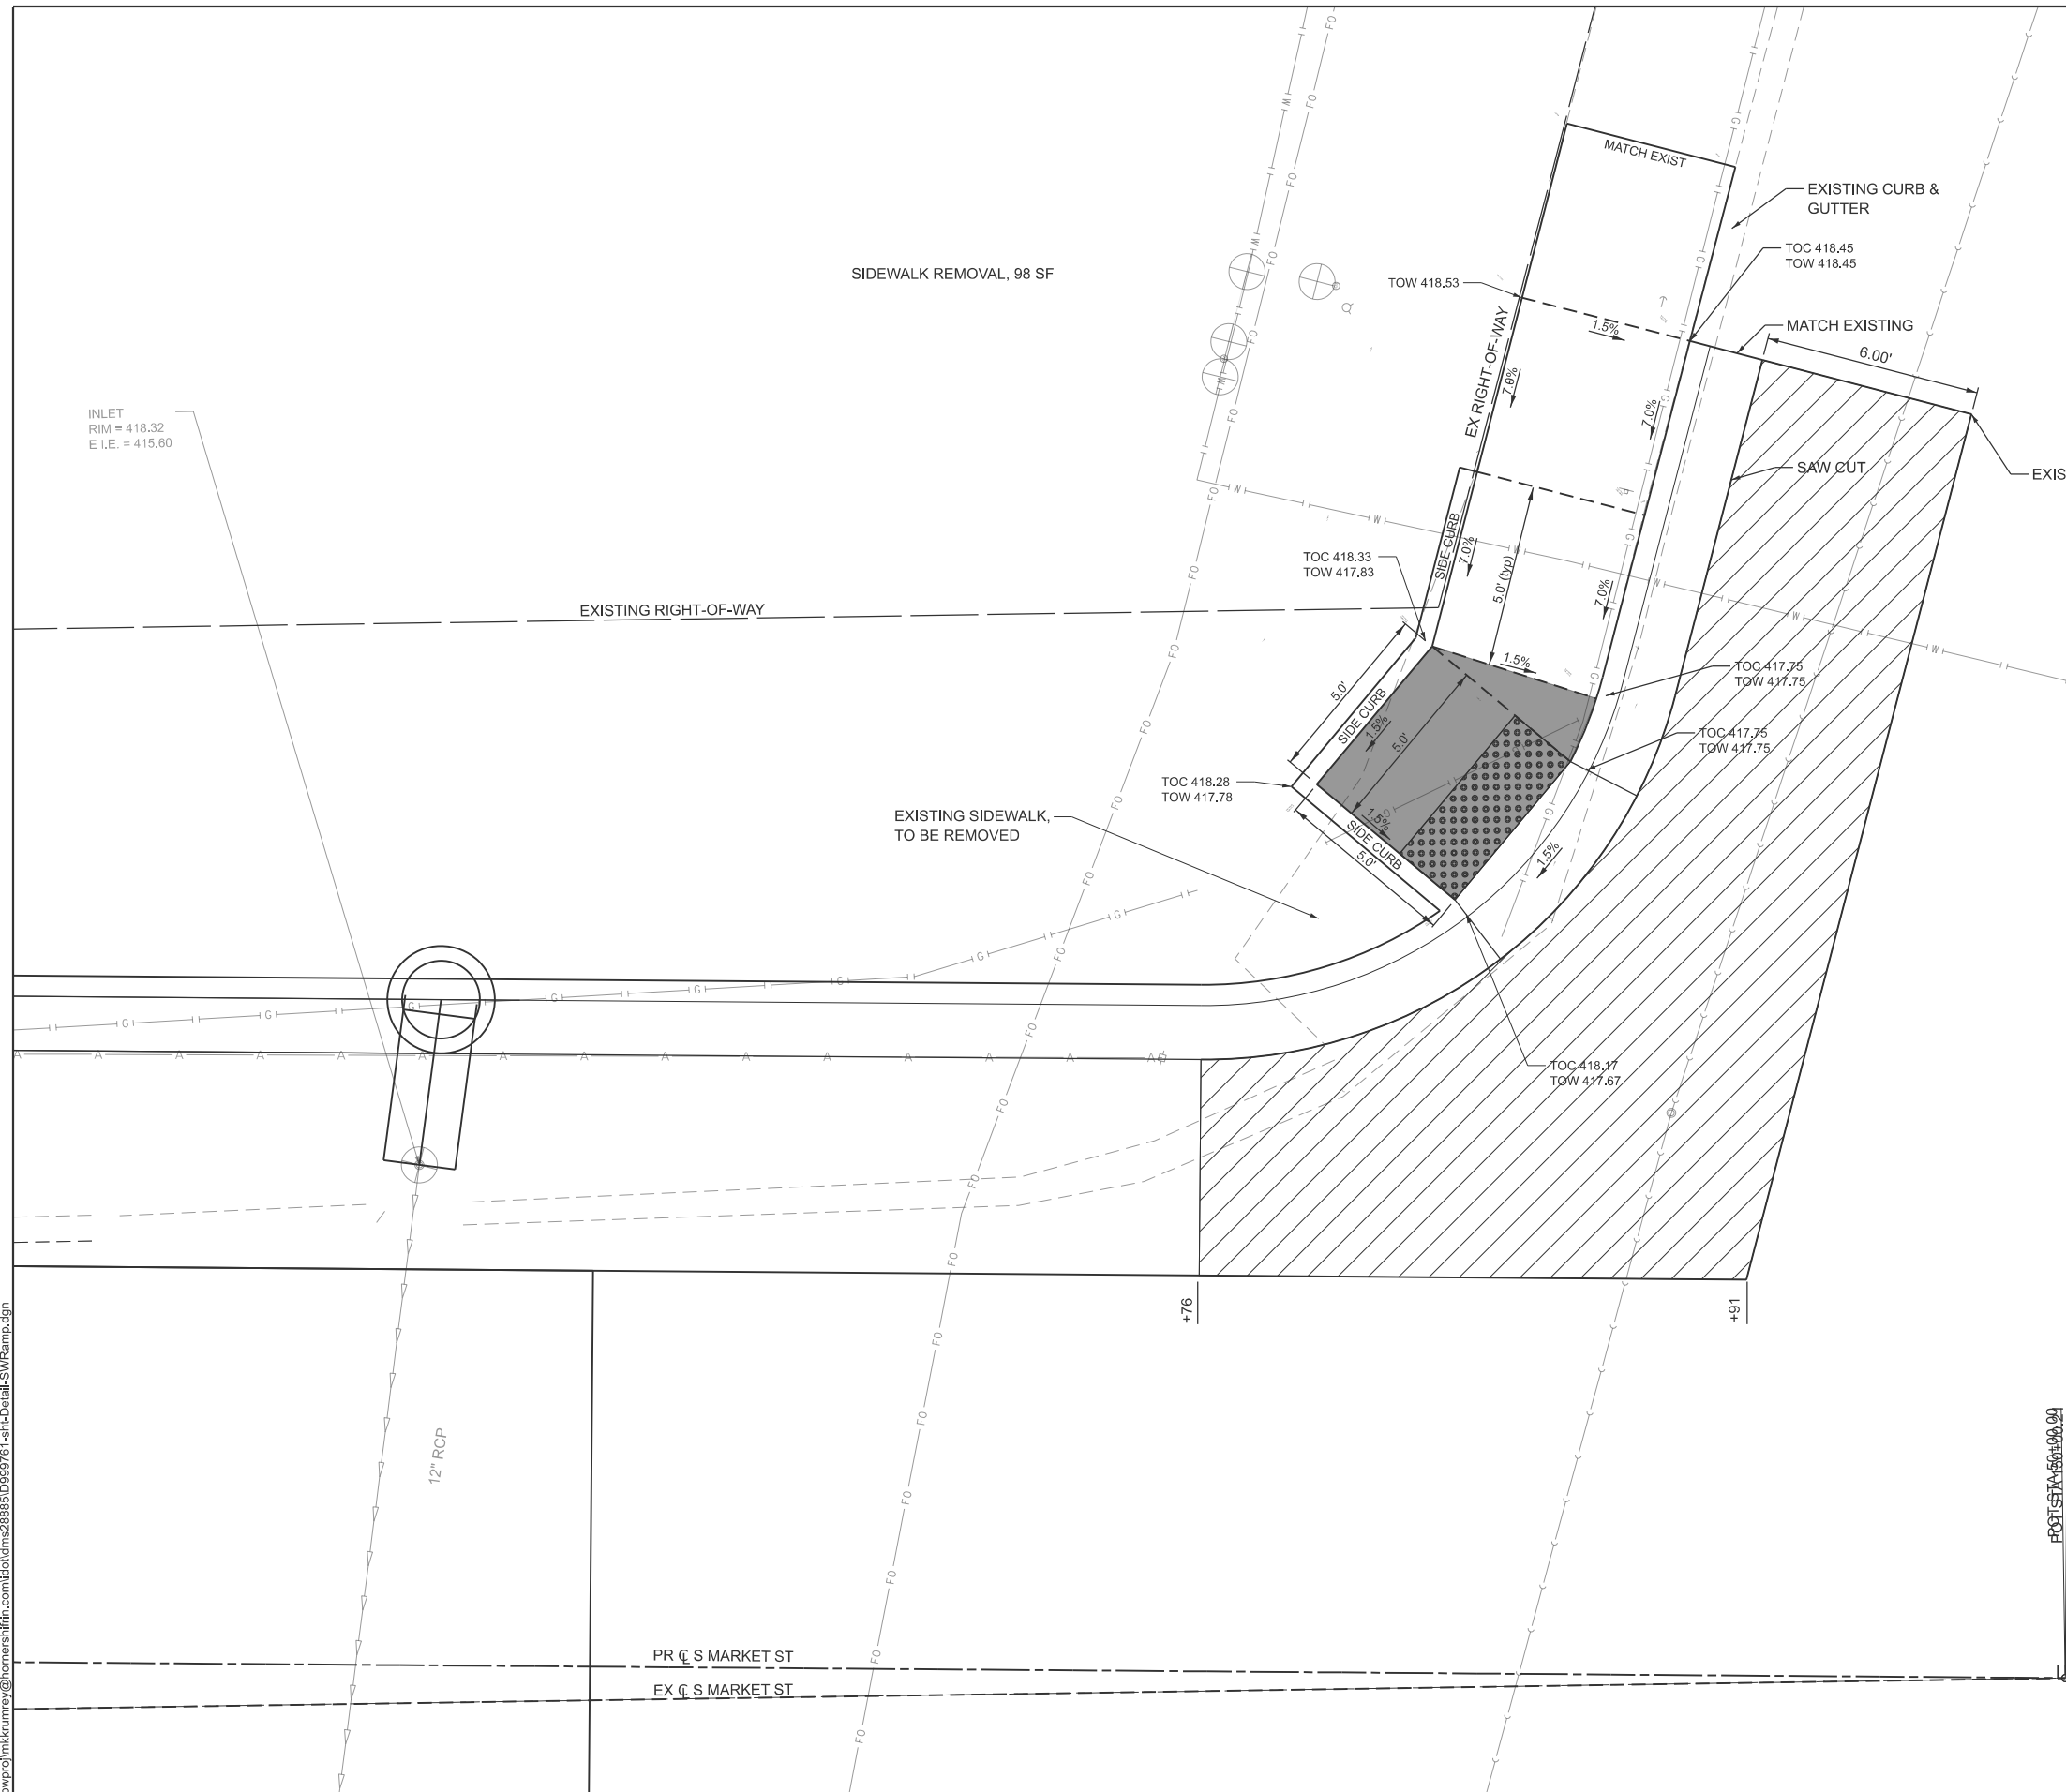 MATCH EXIST
EXISTING CURB &
GUTTER
TOC 418.45
TOW 418.45
SIDEWALK REMOVAL, 98 SF
TOW 418.53
1.5%
MATCH EXISTING
6.00'
EX RIGHT-OF-WAY
7.0%
7.0%
INLET
RIM = 418.32
E I.E. = 415.60
SAW CUT
EXIS
SIDE CURB
7.0%
5.0' (typ)
7.0%
TOC 418.33
TOW 417.83
EXISTING RIGHT-OF-WAY
1.5%
TOC 417.75
TOW 417.75
5.0'
SIDE CURB
1.5%
5.0'
TOC 417.75
TOW 417.75
TOC 418.28
TOW 417.78
EXISTING SIDEWALK,
TO BE REMOVED
1.5%
SIDE CURB
5.0'
1.5%
TOC 418.17
TOW 417.67
+76
+91
12" RCP
PR ℄ S MARKET ST
EX ℄ S MARKET ST